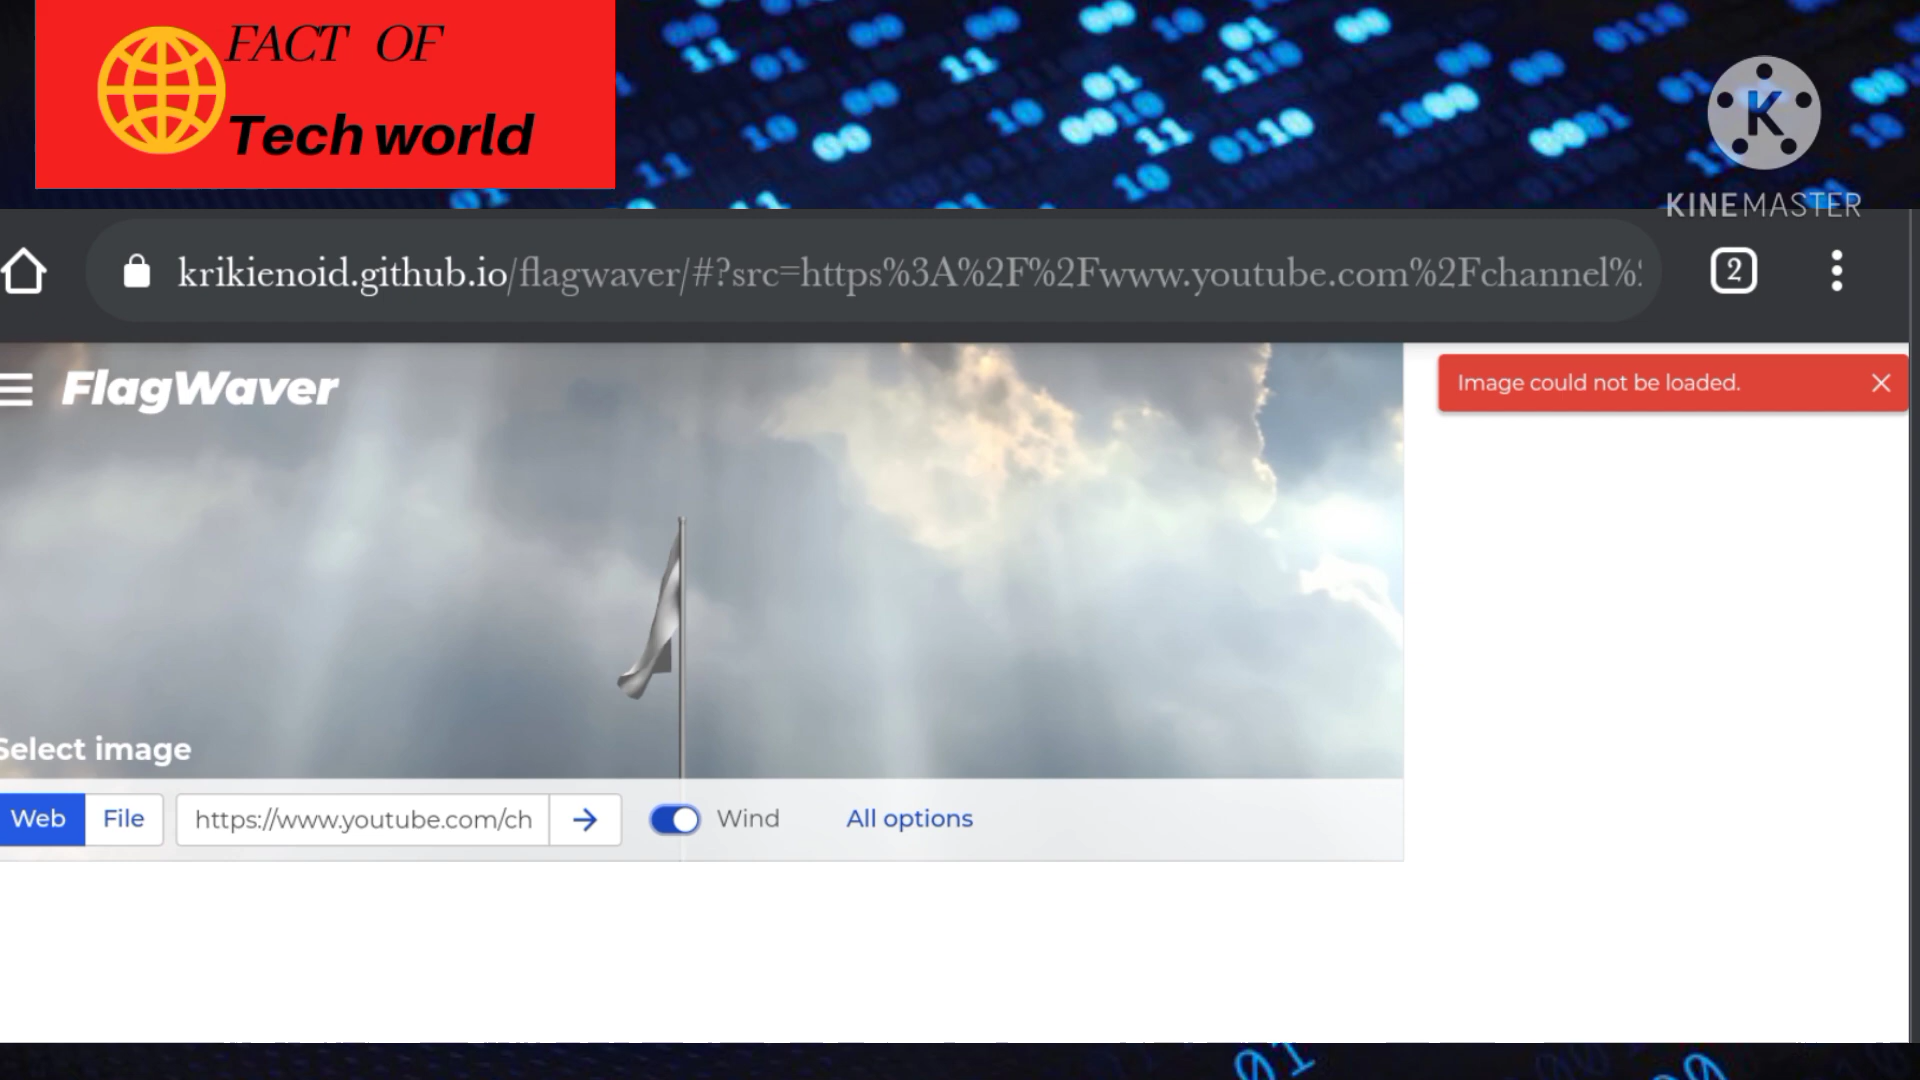 FACT OF
Tech world
K
KINEMASTER
krikienoid.github.io/flagwaver/#?src=https%3A%2F%2Fwww.youtube.com%2Fchannel%
2
FlagWaver
Image could not be loaded.
Select image
Web
File
https://www.youtube.com/ch
Wind
All options